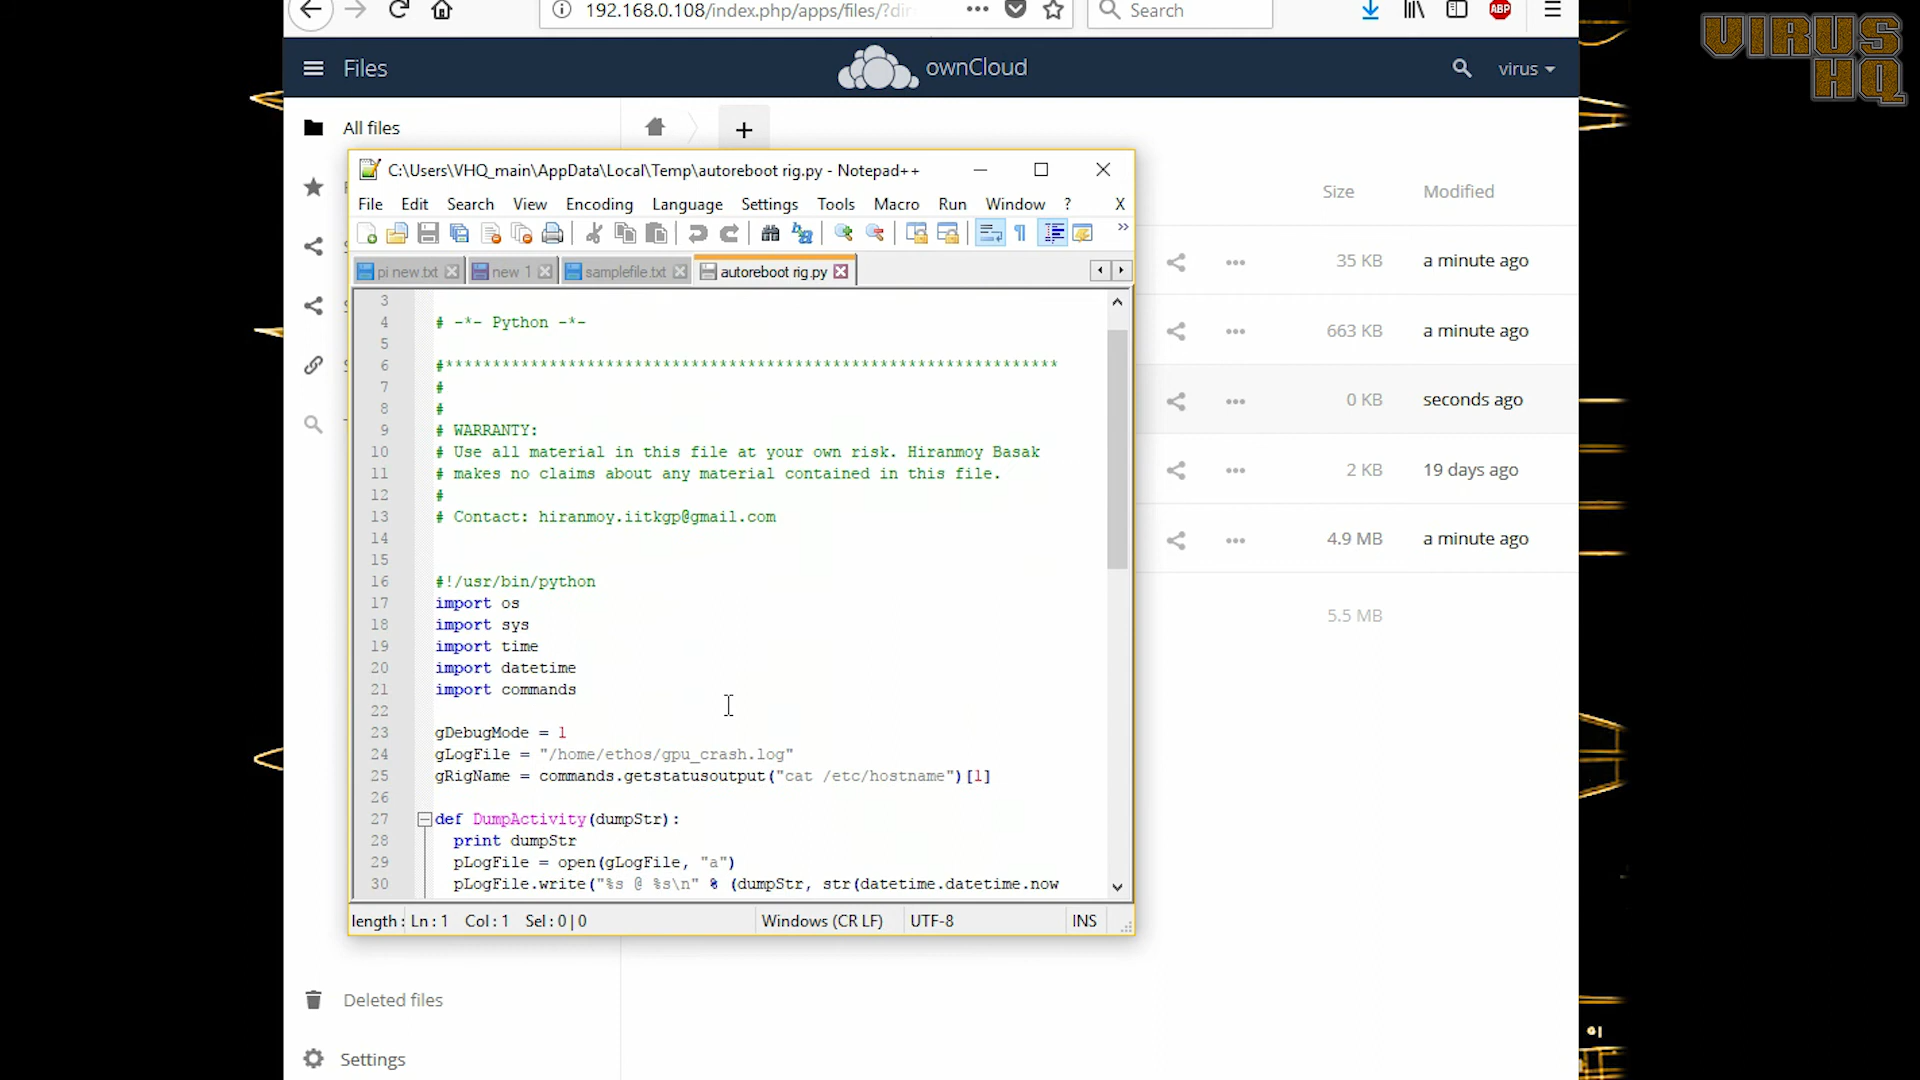 192.168.0.108/index.php/apps/files/?di
Search
ABP
VIRUS
HQ
Files
ownCloud
virus
All files
Size
Modified
C:\Users\VHQ_main\AppData\Local\Temp\autoreboot rig.py - Notepad++
File Edit Search View Encoding Language Settings Tools Macro Run Window ? X
pi new.txt
new 1
samplefile.txt
autoreboot rig.py
35 KB a minute ago
663 KB a minute ago
0 KB seconds ago
2 KB 19 days ago
4.9 MB a minute ago
5.5 MB
3
4 # -*- Python -*-
5
6 #*****************************************************************
7 #
8 #
9 # WARRANTY:
10 # Use all material in this file at your own risk. Hiranmoy Basak
11 # makes no claims about any material contained in this file.
12 #
13 # Contact: hiranmoy.iitkgp@gmail.com
14
15
16 #!/usr/bin/python
17 import os
18 import sys
19 import time
20 import datetime
21 import commands
22
23 gDebugMode = 1
24 gLogFile = "/home/ethos/gpu_crash.log"
25 gRigName = commands.getstatusoutput("cat /etc/hostname")[1]
26
27 def DumpActivity(dumpStr):
28 print dumpStr
29 pLogFile = open(gLogFile, "a")
30 pLogFile.write("%s @ %s\n" % (dumpStr, str(datetime.datetime.now
length: Ln : 1 Col : 1 Sel : 0 | 0 Windows (CR LF) UTF-8 INS
Deleted files
Settings